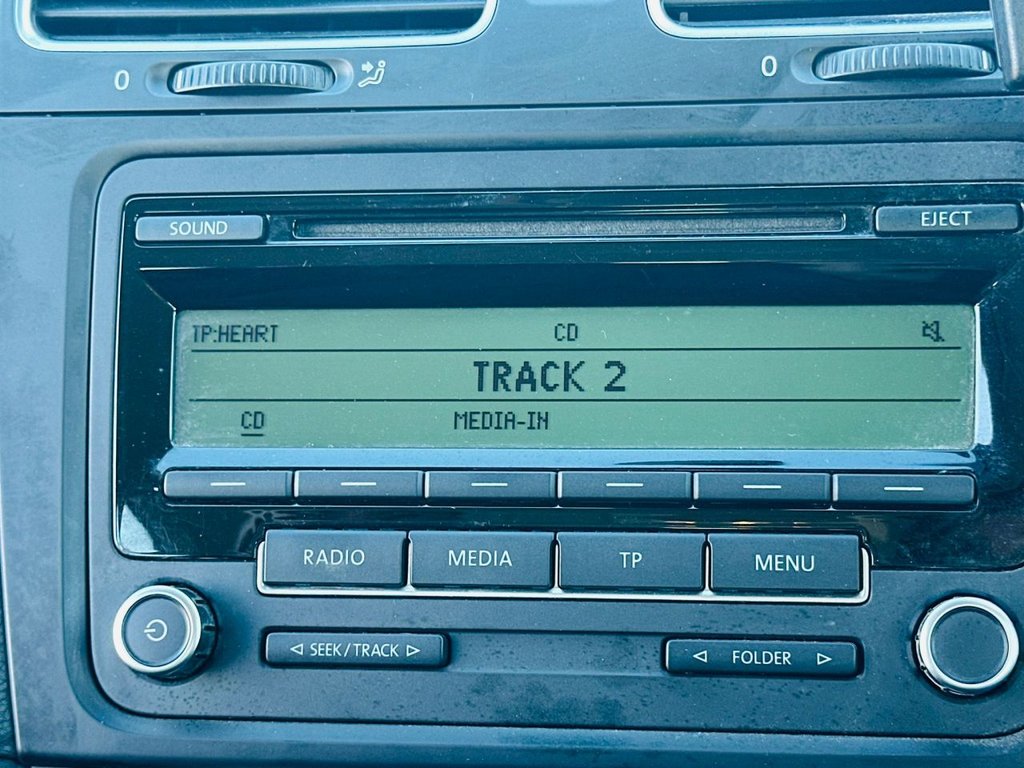 0 0
SOUND EJECT
TP:HEART CD
TRACK 2
CD MEDIA-IN
RADIO MEDIA TP MENU
SEEK/TRACK FOLDER